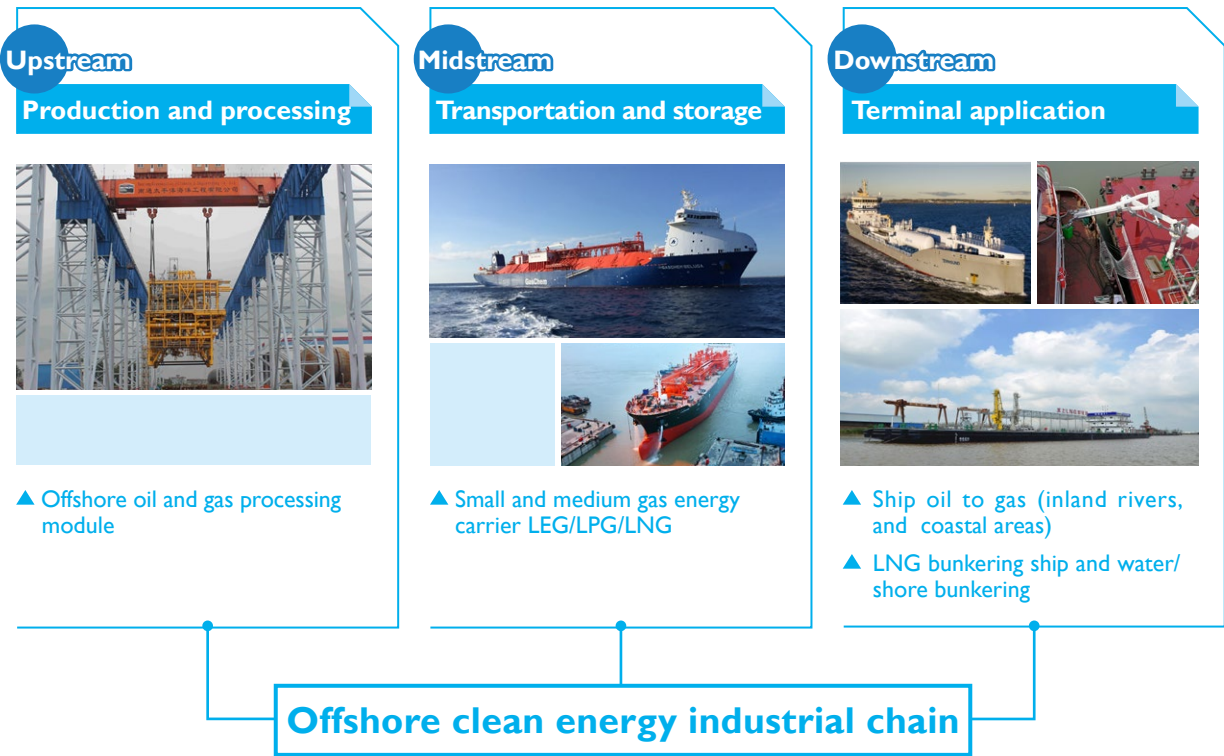 Upstream
Production and processing
Offshore oil and gas processing
module
Midstream
Transportation and storage
GasChem
Small and medium gas energy
carrier LEG/LPG/LNG
Downstream
Terminal application
Ship oil to gas (inland rivers,
and coastal areas)
LNG bunkering ship and water/
shore bunkering
Offshore clean energy industrial chain